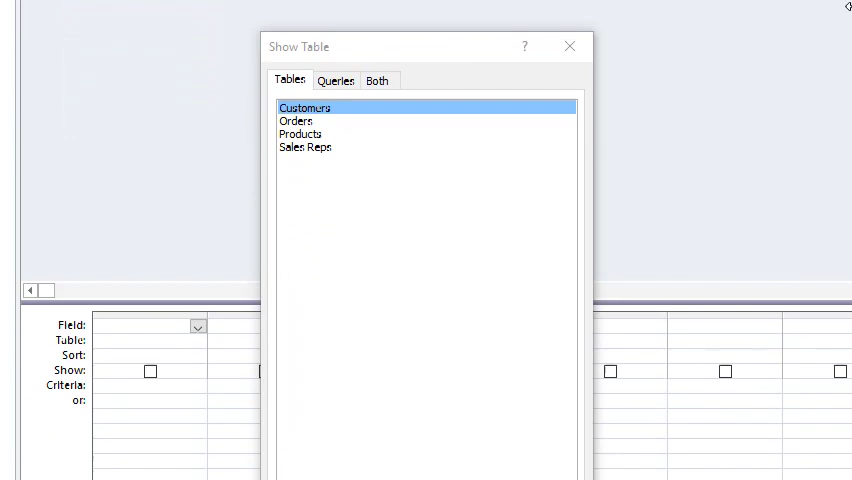 Show Table ?
Tables Queries Both
Customers
Orders
Products
Sales Reps
Field:
Table:
Sort:
Show:
Criteria:
or: